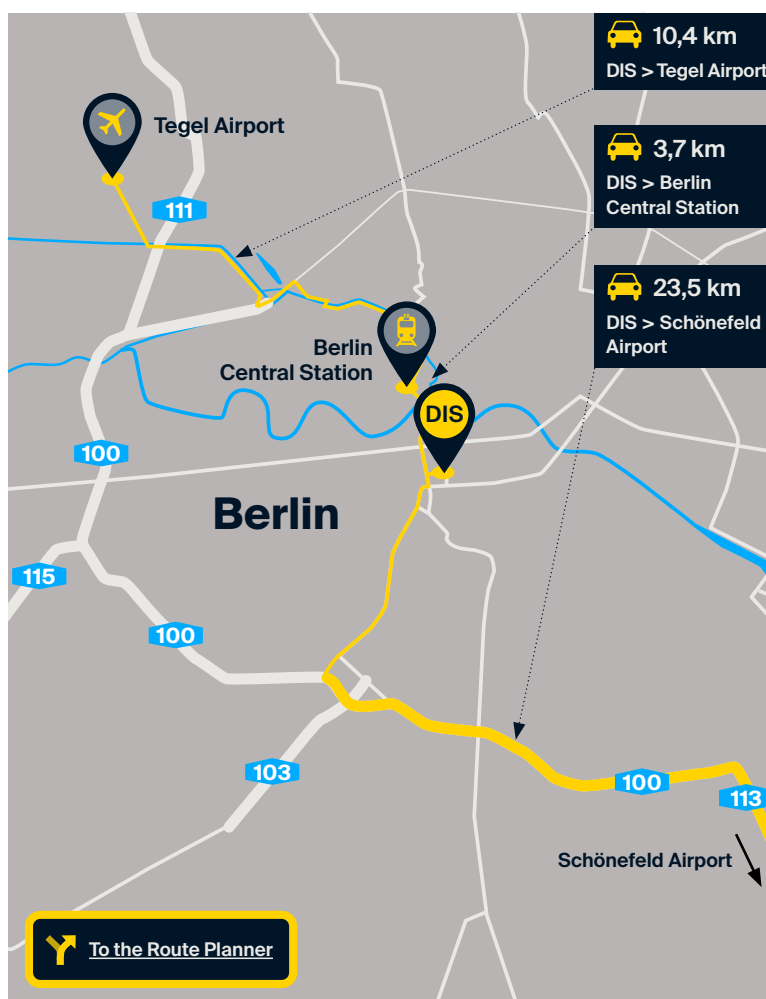 10,4 km
DIS > Tegel Airport
Tegel Airport
3,7 km
DIS > Berlin
Central Station
111
23,5 km
DIS > Schönefeld
Airport
Berlin
Central Station
DIS
100
Berlin
115
100
103
100
113
Schönefeld Airport
To the Route Planner